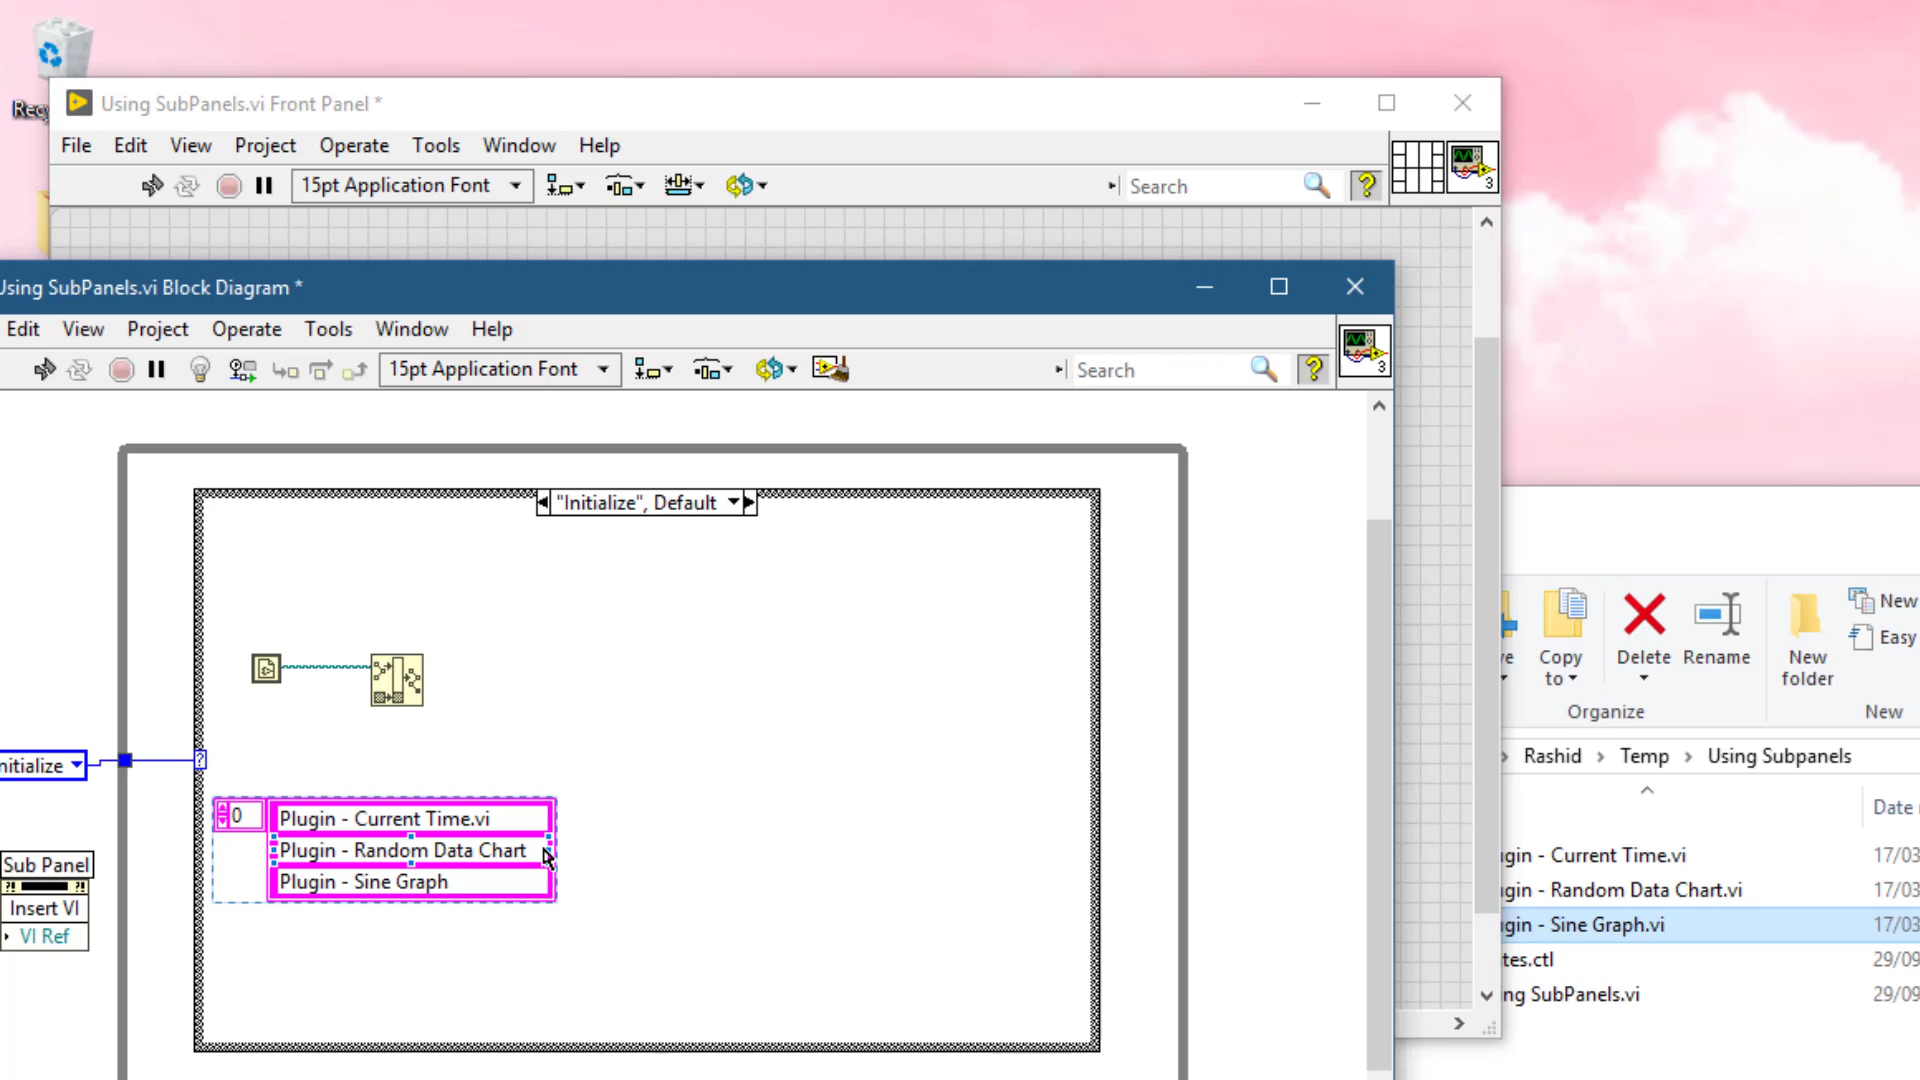 Using SubPanels.vi Front Panel *
File Edit View Project Operate Tools Window Help
15pt Application Font
Search
3
Using SubPanels.vi Block Diagram *
Edit View Project Operate Tools Window Help
15pt Application Font
Search
3
"Initialize", Default
nitialize
0
Plugin - Current Time.vi
Plugin - Random Data Chart
Plugin - Sine Graph
Sub Panel
Insert VI
VI Ref
Copy to
Delete
Rename
New folder
New
Easy
Organize
New
Rashid
Temp
Using Subpanels
Date
gin - Current Time.vi 17/03
gin - Random Data Chart.vi 17/03
gin - Sine Graph.vi 17/03
tes.ctl 29/09
ng SubPanels.vi 29/09